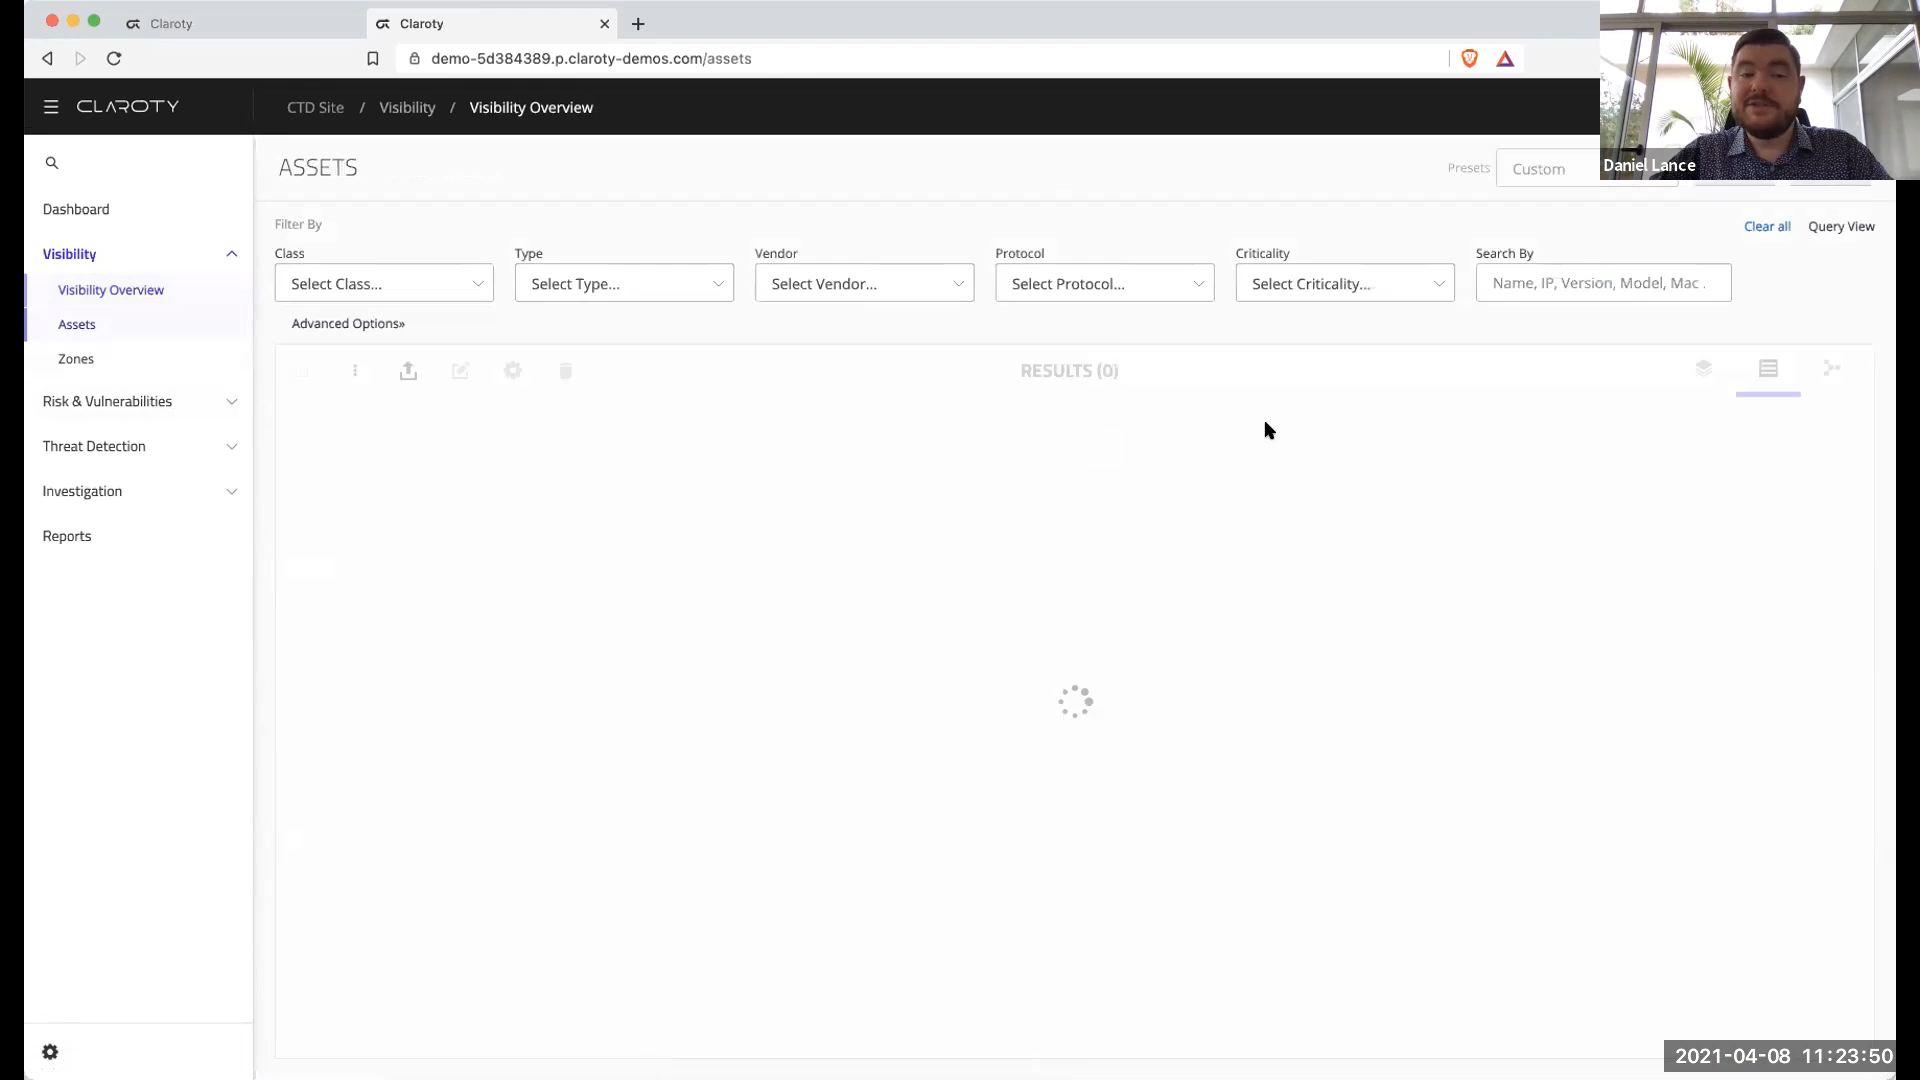 Claroty
Claroty
demo-5d384389.p.claroty-demos.com/assets
CLAROTY
CTD Site / Visibility / Visibility Overview
Daniel Lance
ASSETS
Presets
Custom
Dashboard
Visibility
Visibility Overview
Assets
Zones
Risk & Vulnerabilities
Threat Detection
Investigation
Reports
Filter By
Clear all
Query View
Class
Type
Vendor
Protocol
Criticality
Search By
Select Class...
Select Type...
Select Vendor...
Select Protocol...
Select Criticality...
Name, IP, Version, Model, Mac .
Advanced Options»
RESULTS (0)
2021-04-08 11:23:50